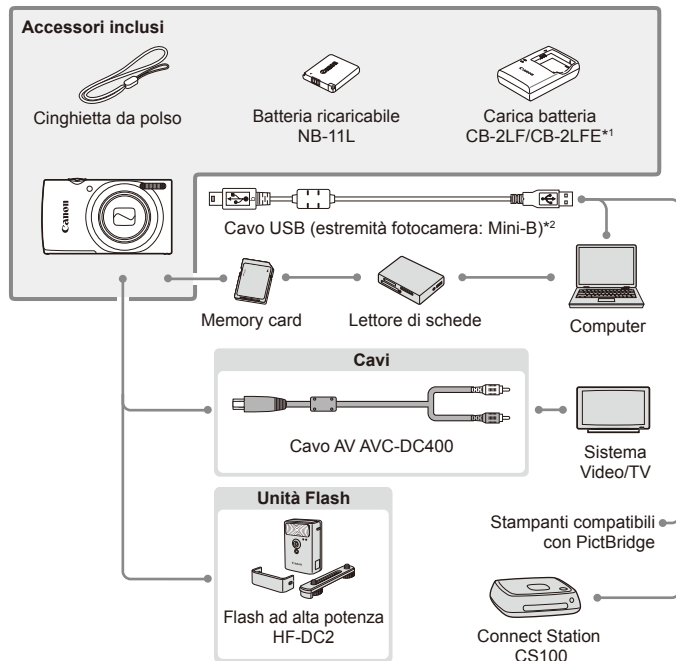 Accessori inclusi
Cinghietta da polso
Batteria ricaricabile
NB-11L
Carica batteria
CB-2LF/CB-2LFE*1
Canon
Cavo USB (estremità fotocamera: Mini-B)*2
Memory card
Lettore di schede
Computer
Cavi
Cavo AV AVC-DC400
Sistema
Video/TV
Unità Flash
Flash ad alta potenza
HF-DC2
Stampanti compatibili
con PictBridge
Connect Station
CS100